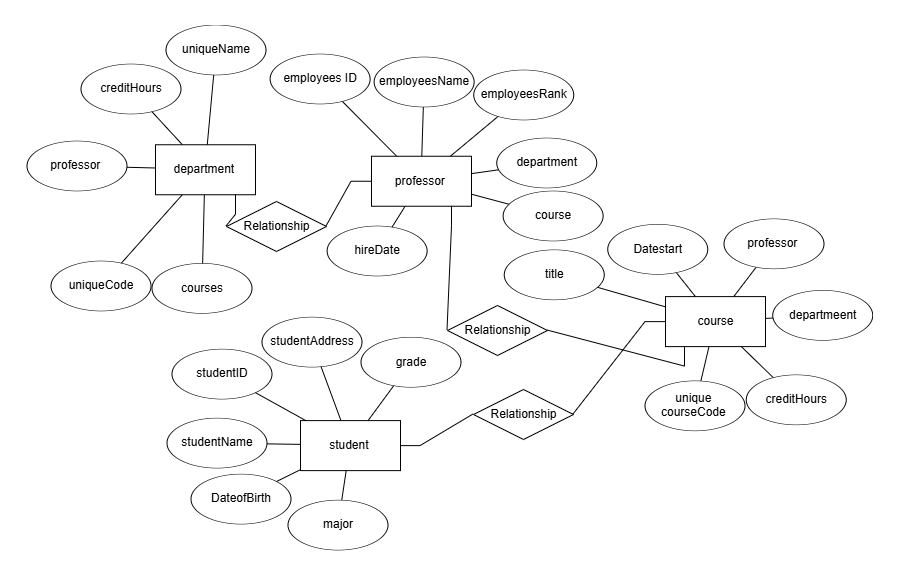 uniqueName
creditHours
professor
department
uniqueCode
courses
Relationship
employees ID
employeesName
employeesRank
professor
department
course
hireDate
Datestart
professor
title
departmeent
course
unique
courseCode
creditHours
Relationship
Relationship
studentAddress
grade
studentID
studentName
student
DateofBirth
major